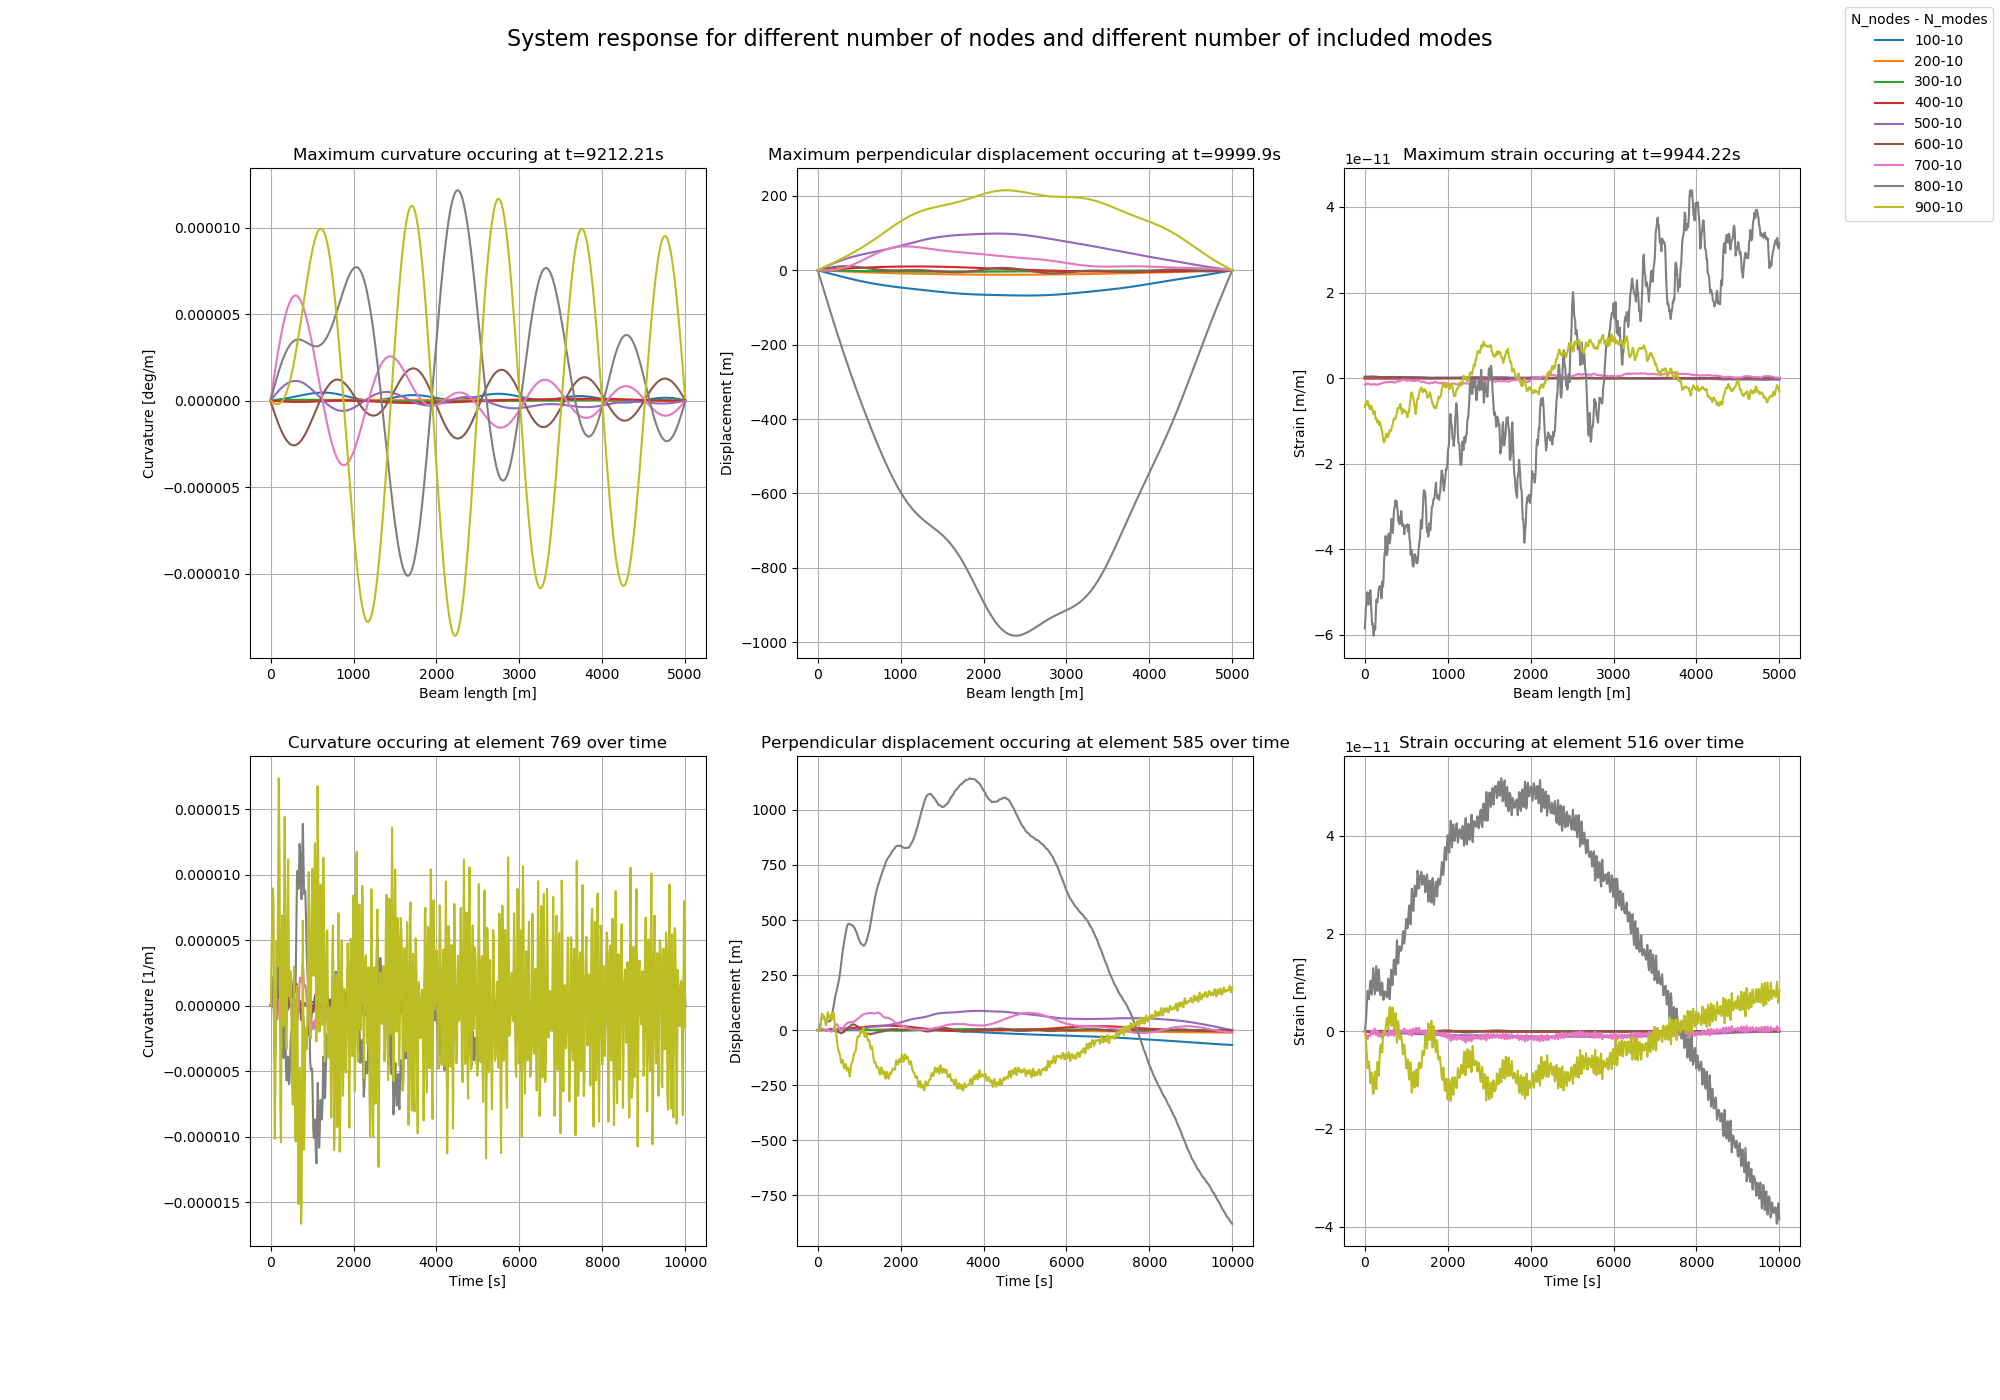 System response for different number of nodes and different number of included modes
N_nodes - N_modes
100-10
200-10
300-10
400-10
500-10
600-10
700-10
800-10
900-10
Maximum curvature occuring at t=9212.21s
Curvature [deg/m]
0.000010
0.000005
0.000000
−0.000005
−0.000010
0 1000 2000 3000 4000 5000
Beam length [m]
Maximum perpendicular displacement occuring at t=9999.9s
Displacement [m]
200
0
−200
−400
−600
−800
−1000
0 1000 2000 3000 4000 5000
Beam length [m]
Maximum strain occuring at t=9944.22s
1e−11
Strain [m/m]
4
2
0
−2
−4
−6
0 1000 2000 3000 4000 5000
Beam length [m]
Curvature occuring at element 769 over time
Curvature [1/m]
0.000015
0.000010
0.000005
0.000000
−0.000005
−0.000010
−0.000015
0 2000 4000 6000 8000 10000
Time [s]
Perpendicular displacement occuring at element 585 over time
Displacement [m]
1000
750
500
250
0
−250
−500
−750
0 2000 4000 6000 8000 10000
Time [s]
Strain occuring at element 516 over time
1e−11
Strain [m/m]
4
2
0
−2
−4
0 2000 4000 6000 8000 10000
Time [s]